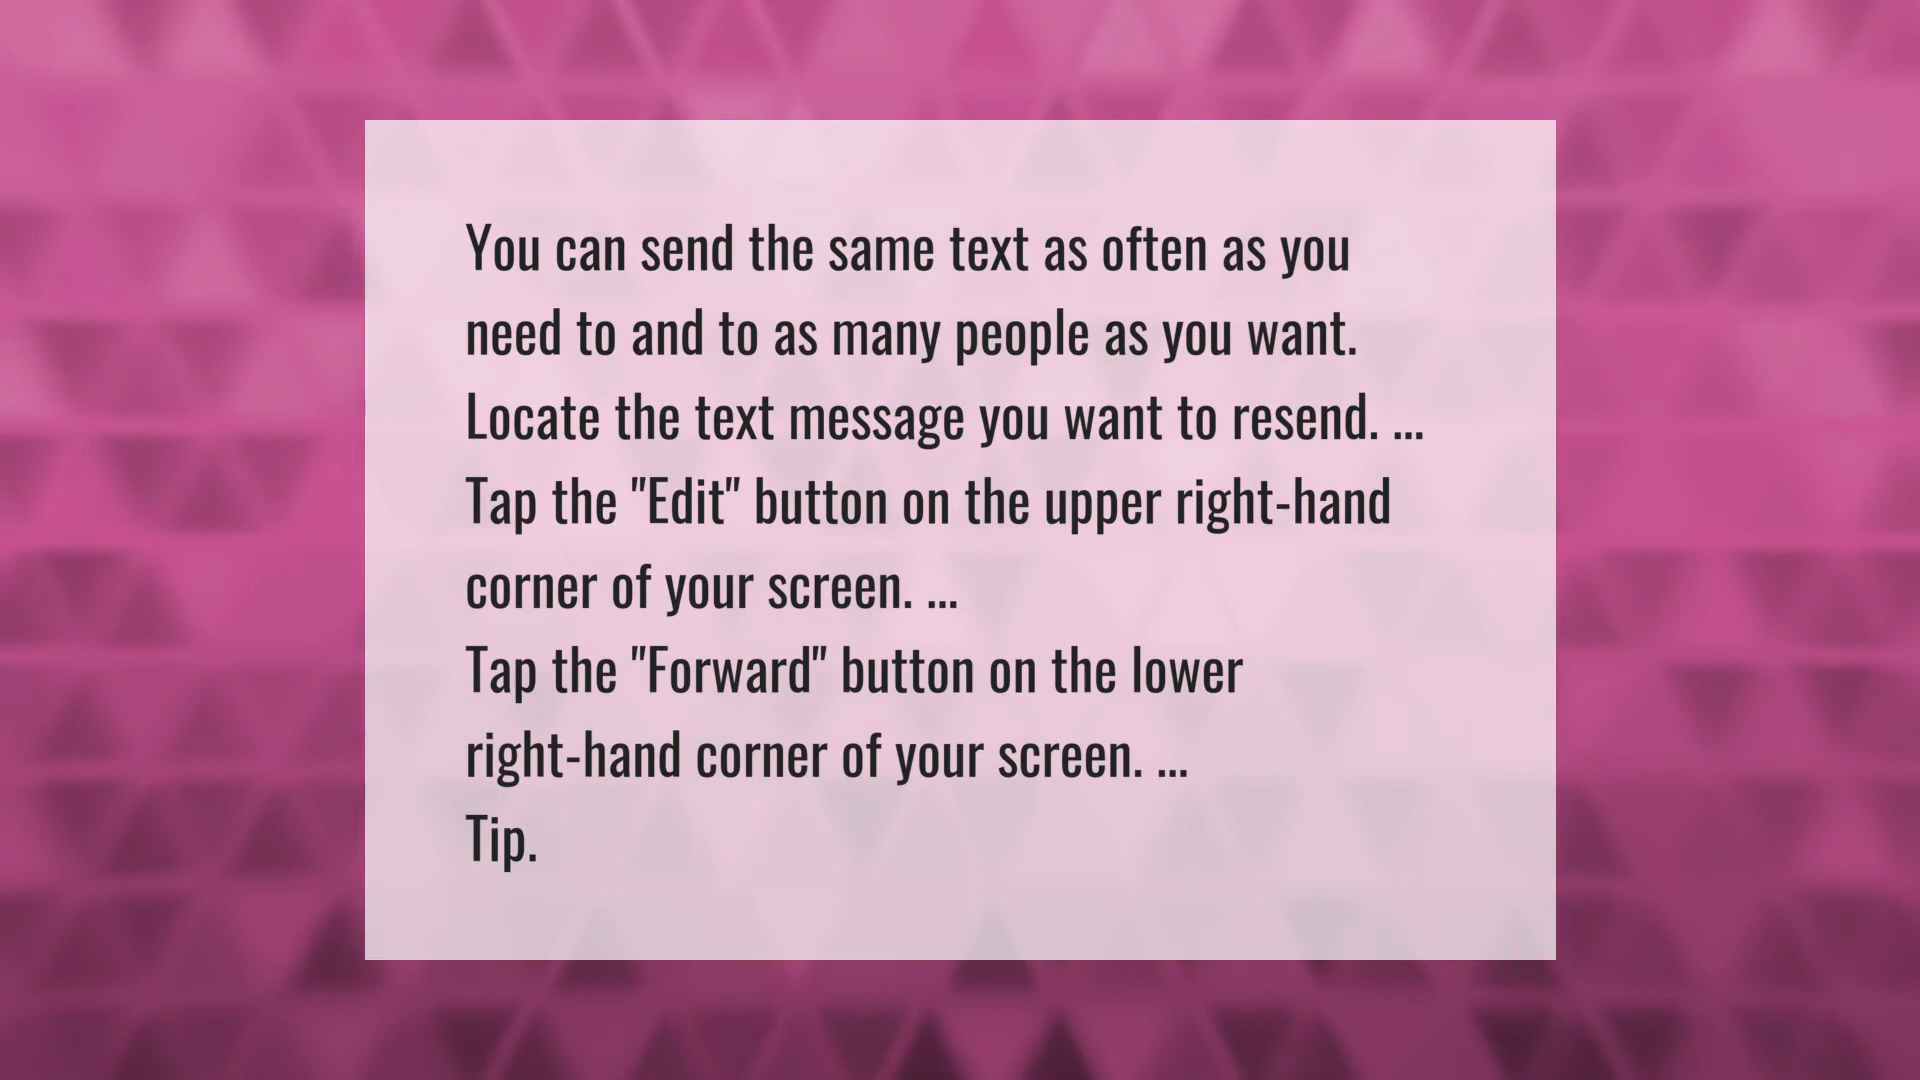 You can send the same text as often as you
need to and to as many people as you want.
Locate the text message you want to resend. ...
Tap the "Edit" button on the upper right-hand
corner of your screen. ...
Tap the "Forward" button on the lower
right-hand corner of your screen. ...
Tip.